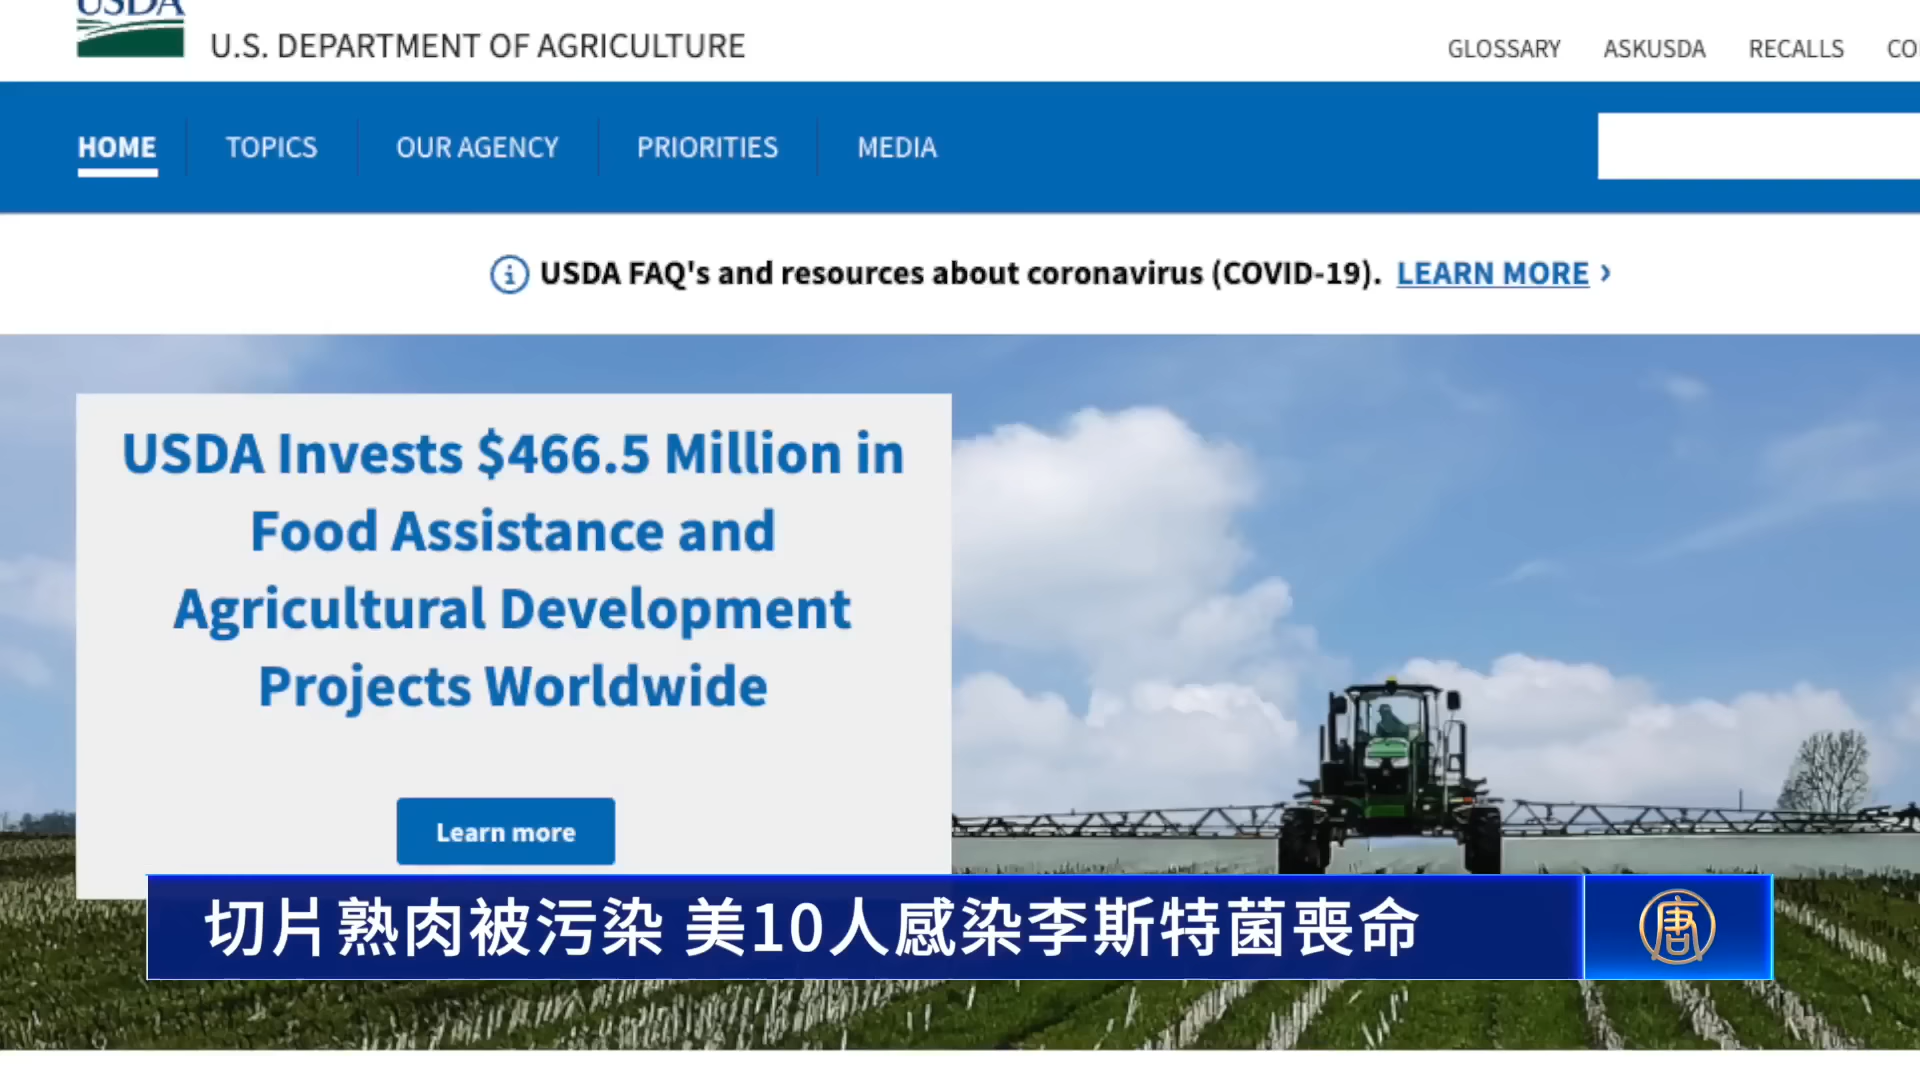 USDA
U.S. DEPARTMENT OF AGRICULTURE
GLOSSARY ASKUSDA RECALLS
HOME TOPICS OUR AGENCY PRIORITIES MEDIA
USDA FAQ's and resources about coronavirus (COVID-19). LEARN MORE ›
USDA Invests $466.5 Million in
Food Assistance and
Agricultural Development
Projects Worldwide
Learn more
切片熟肉被污染 美10人感染李斯特菌喪命
唐